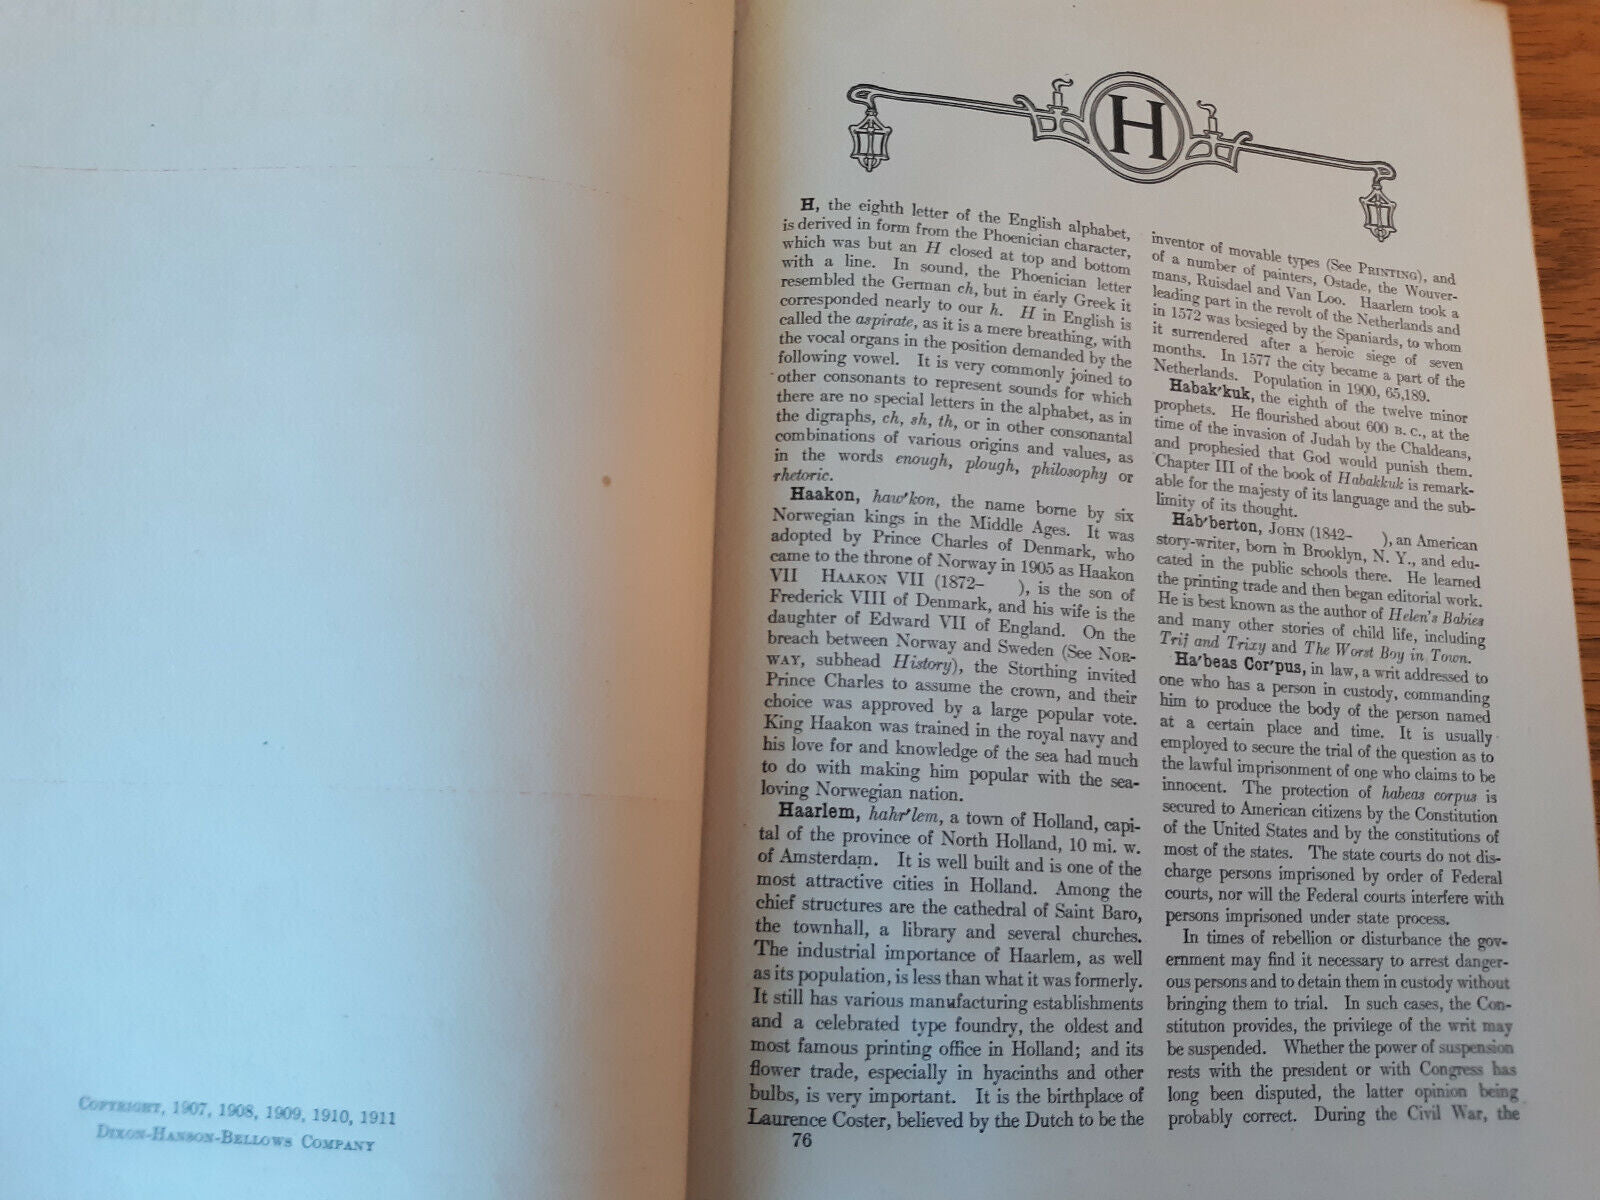 COPYRIGHT, 1907, 1908, 1909, 1910, 1911
DIXON-HANSON-BELLOWS COMPANY
H
H, the eighth letter of the English alphabet,
is derived in form from the Phoenician character,
which was but an H closed at top and bottom
with a line. In sound, the Phoenician letter
resembled the German ch, but in early Greek it
corresponded nearly to our h. H in English is
called the aspirate, as it is a mere breathing, with
the vocal organs in the position demanded by the
following vowel. It is very commonly joined to
other consonants to represent sounds for which
there are no special letters in the alphabet, as in
the digraphs, ch, sh, th, or in other consonantal
combinations of various origins and values, as
in the words enough, plough, philosophy or
rhetoric.
Haakon, haw'kon, the name borne by six
Norwegian kings in the Middle Ages. It was
adopted by Prince Charles of Denmark, who
came to the throne of Norway in 1905 as Haakon
VII HAAKON VII (1872- ), is the son of
Frederick VIII of Denmark, and his wife is the
daughter of Edward VII of England. On the
breach between Norway and Sweden (See NOR-
WAY, subhead History), the Storthing invited
Prince Charles to assume the crown, and their
choice was approved by a large popular vote.
King Haakon was trained in the royal navy and
his love for and knowledge of the sea had much
to do with making him popular with the sea-
loving Norwegian nation.
Haarlem, hahr'lem, a town of Holland, capi-
tal of the province of North Holland, 10 mi. w.
of Amsterdam. It is well built and is one of the
most attractive cities in Holland. Among the
chief structures are the cathedral of Saint Baro,
the townhall, a library and several churches.
The industrial importance of Haarlem, as well
as its population, is less than what it was formerly.
It still has various manufacturing establishments
and a celebrated type foundry, the oldest and
most famous printing office in Holland; and its
flower trade, especially in hyacinths and other
bulbs, is very important. It is the birthplace of
Laurence Coster, believed by the Dutch to be the
76
inventor of movable types (See PRINTING), and
of a number of painters, Ostade, the Wouver-
mans, Ruisdael and Van Loo. Haarlem took a
leading part in the revolt of the Netherlands and
in 1572 was besieged by the Spaniards, to whom
it surrendered after a heroic siege of seven
months. In 1577 the city became a part of the
Netherlands. Population in 1900, 65,189.
Habak'kuk, the eighth of the twelve minor
prophets. He flourished about 600 B. C., at the
time of the invasion of Judah by the Chaldeans,
and prophesied that God would punish them.
Chapter III of the book of Habakkuk is remark-
able for the majesty of its language and the sub-
limity of its thought.
Hab'berton, JOHN (1842- ), an American
story-writer, born in Brooklyn, N. Y., and edu-
cated in the public schools there. He learned
the printing trade and then began editorial work.
He is best known as the author of Helen's Babies
and many other stories of child life, including
Trif and Trixy and The Worst Boy in Town.
Ha'beas Cor'pus, in law, a writ addressed to
one who has a person in custody, commanding
him to produce the body of the person named
at a certain place and time. It is usually
employed to secure the trial of the question as to
the lawful imprisonment of one who claims to be
innocent. The protection of habeas corpus is
secured to American citizens by the Constitution
of the United States and by the constitutions of
most of the states. The state courts do not dis-
charge persons imprisoned by order of Federal
courts, nor will the Federal courts interfere with
persons imprisoned under state process.
In times of rebellion or disturbance the gov-
ernment may find it necessary to arrest danger-
ous persons and to detain them in custody without
bringing them to trial. In such cases, the Con-
stitution provides, the privilege of the writ may
be suspended. Whether the power of suspension
rests with the president or with Congress has
long been disputed, the latter opinion being
probably correct. During the Civil War, the